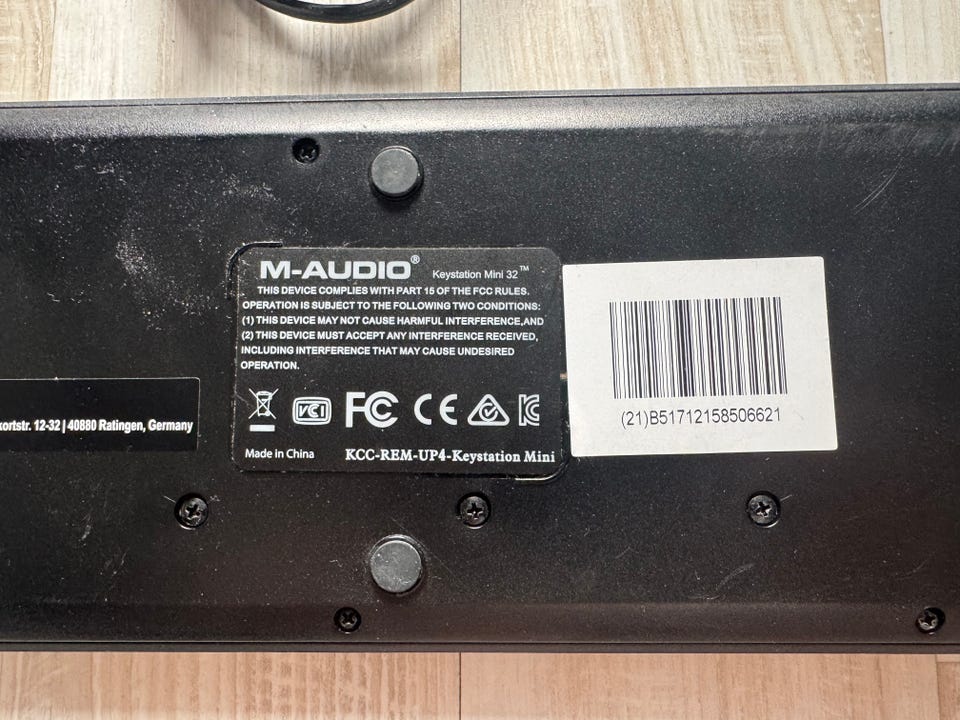 M-AUDIO® Keystation Mini 32™
THIS DEVICE COMPLIES WITH PART 15 OF THE FCC RULES.
OPERATION IS SUBJECT TO THE FOLLOWING TWO CONDITIONS:
(1) THIS DEVICE MAY NOT CAUSE HARMFUL INTERFERENCE,AND
(2) THIS DEVICE MUST ACCEPT ANY INTERFERENCE RECEIVED,
INCLUDING INTERFERENCE THAT MAY CAUSE UNDESIRED
OPERATION.
VCI FC CE
Made in China KCC-REM-UP4-Keystation Mini
12-32 | 40880 Ratingen, Germany
(21)B51712158506621